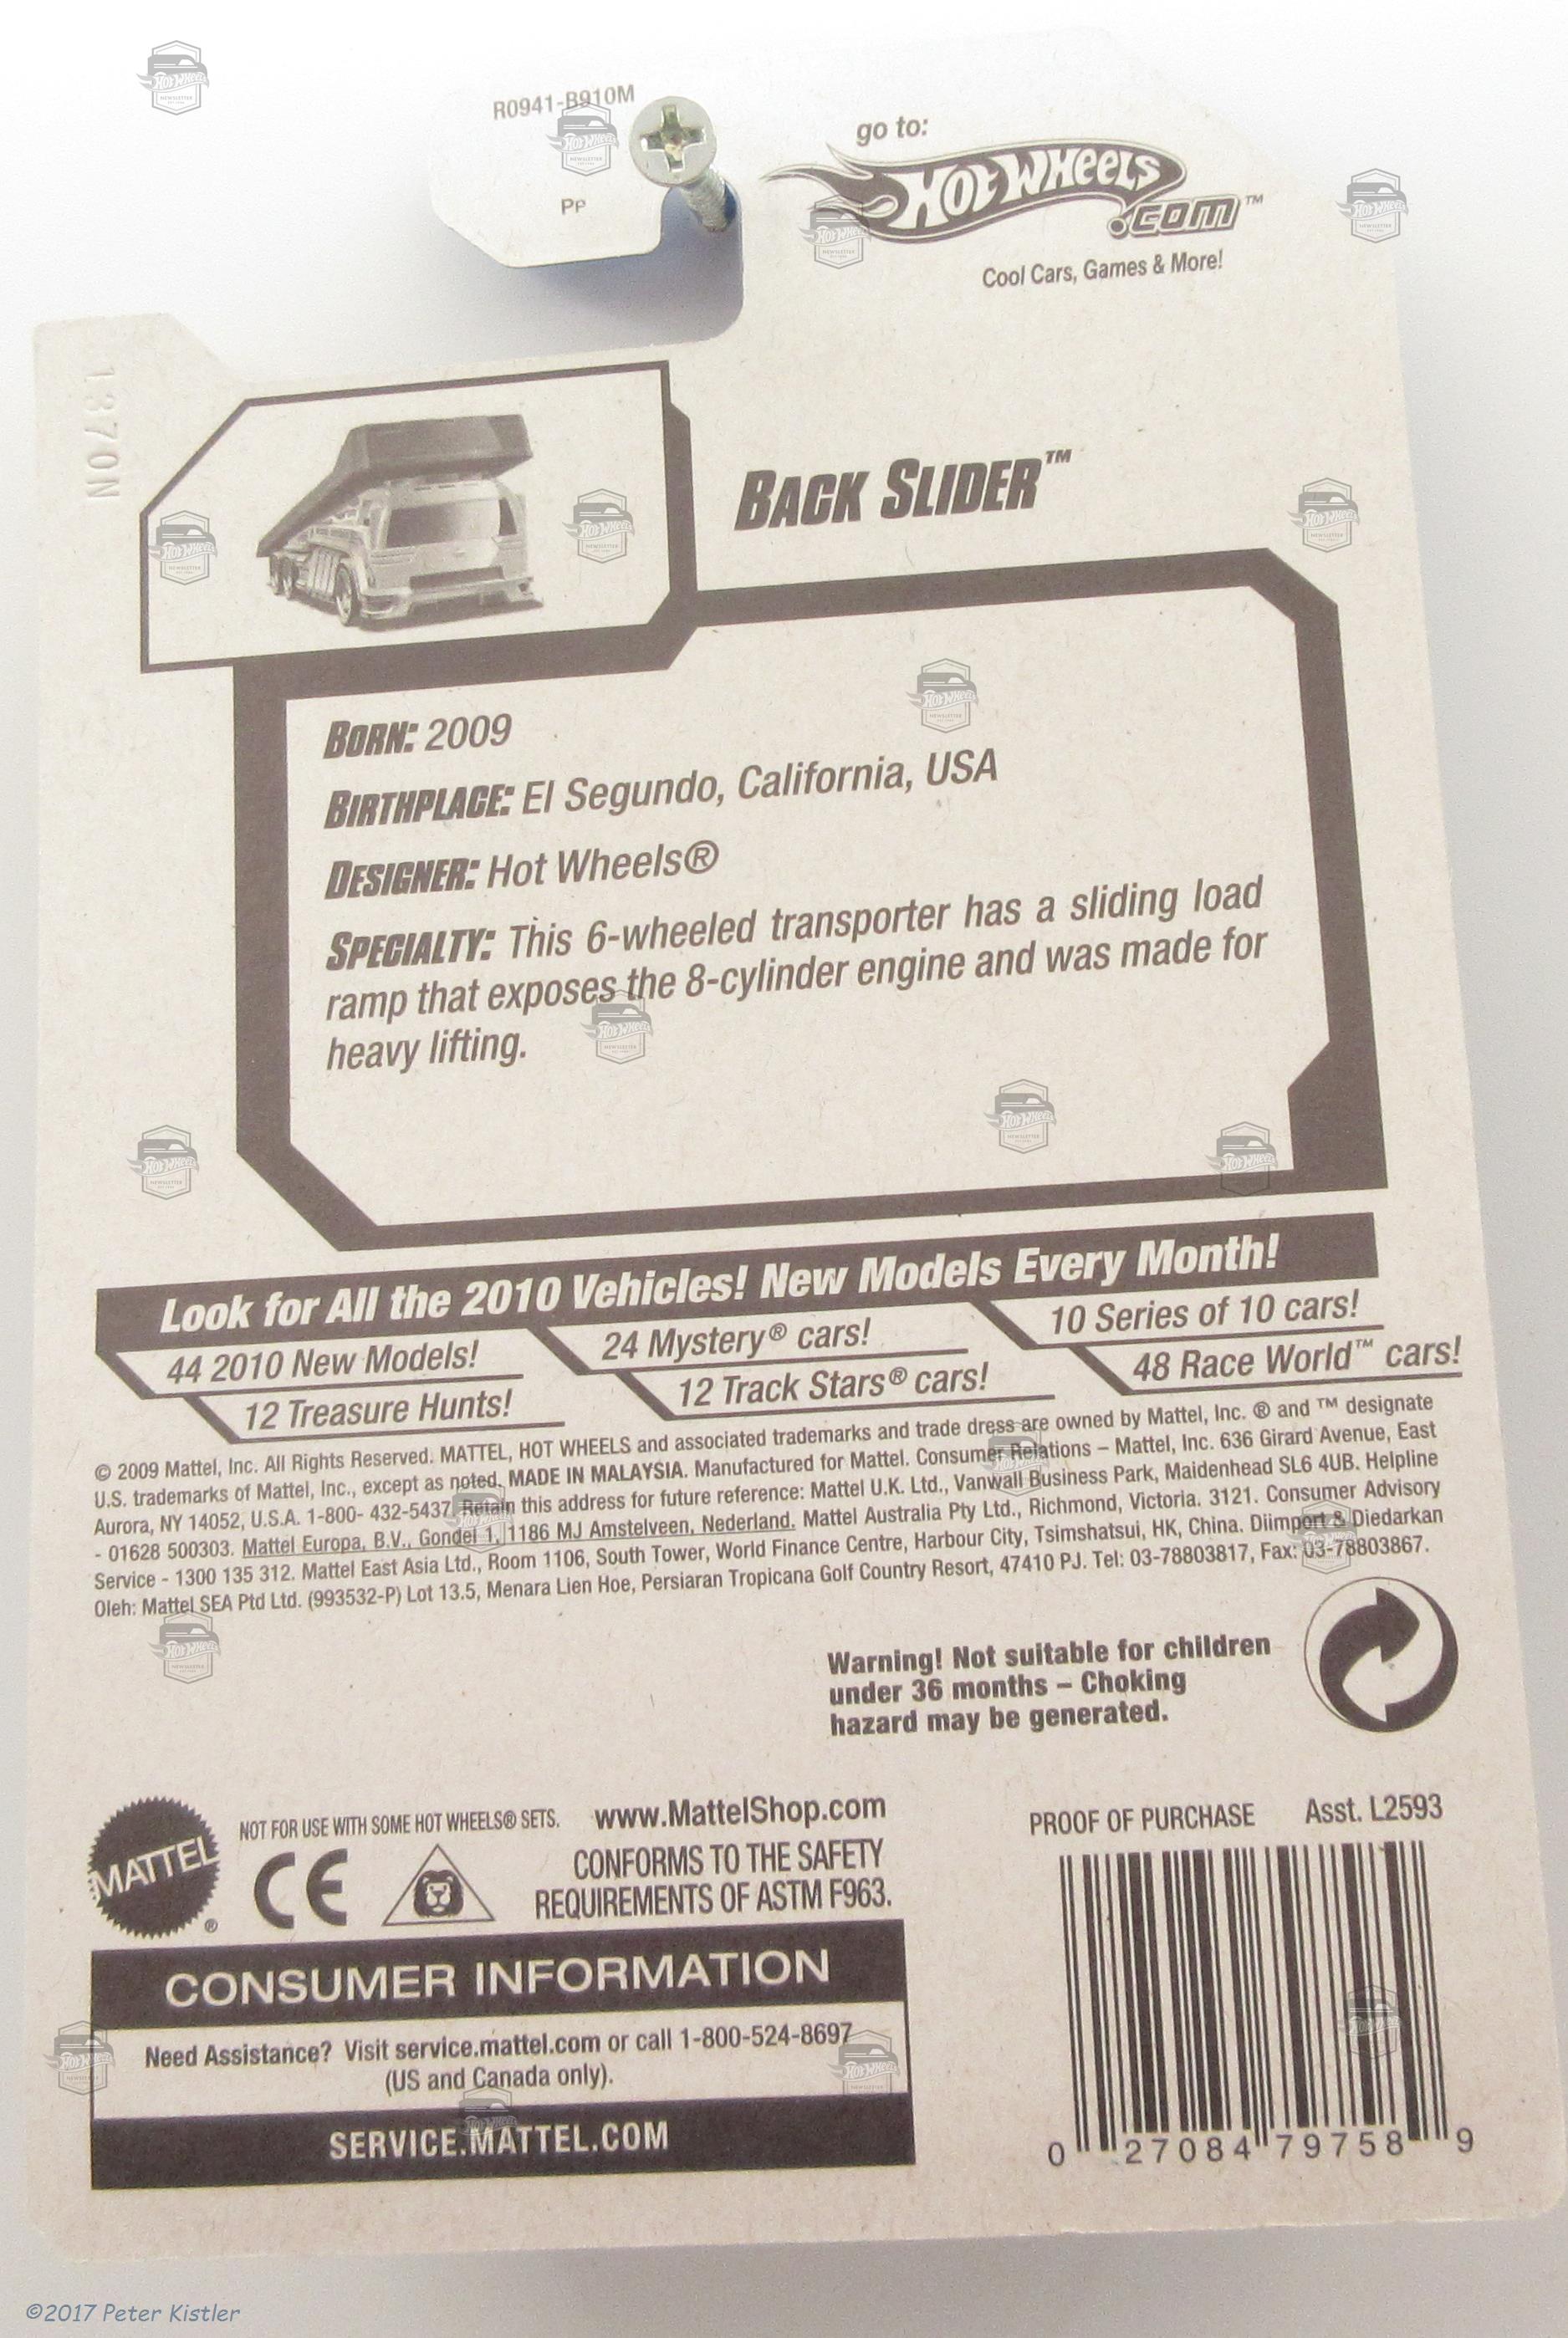 R0941-B910M
PP
go to:
Hot Wheels
.com™
Cool Cars, Games & More!
1370N
BACK SLIDER™
BORN: 2009
BIRTHPLACE: El Segundo, California, USA
DESIGNER: Hot Wheels®
SPECIALTY: This 6-wheeled transporter has a sliding load
ramp that exposes the 8-cylinder engine and was made for
heavy lifting.
Look for All the 2010 Vehicles! New Models Every Month!
44 2010 New Models!
24 Mystery® cars!
10 Series of 10 cars!
12 Treasure Hunts!
12 Track Stars® cars!
48 Race World™ cars!
© 2009 Mattel, Inc. All Rights Reserved. MATTEL, HOT WHEELS and associated trademarks and trade dress are owned by Mattel, Inc. ® and ™ designate
U.S. trademarks of Mattel, Inc., except as noted. MADE IN MALAYSIA. Manufactured for Mattel. Consumer Relations – Mattel, Inc. 636 Girard Avenue, East
Aurora, NY 14052, U.S.A. 1-800- 432-5437. Retain this address for future reference: Mattel U.K. Ltd., Vanwall Business Park, Maidenhead SL6 4UB. Helpline
- 01628 500303. Mattel Europa, B.V., Gondel 1, 1186 MJ Amstelveen, Nederland. Mattel Australia Pty Ltd., Richmond, Victoria. 3121. Consumer Advisory
Service - 1300 135 312. Mattel East Asia Ltd., Room 1106, South Tower, World Finance Centre, Harbour City, Tsimshatsui, HK, China. Diimport & Diedarkan
Oleh: Mattel SEA Ptd Ltd. (993532-P) Lot 13.5, Menara Lien Hoe, Persiaran Tropicana Golf Country Resort, 47410 PJ. Tel: 03-78803817, Fax: 03-78803867.
Warning! Not suitable for children
under 36 months – Choking
hazard may be generated.
MATTEL®
NOT FOR USE WITH SOME HOT WHEELS® SETS.
www.MattelShop.com
CE
CONFORMS TO THE SAFETY
REQUIREMENTS OF ASTM F963.
PROOF OF PURCHASE Asst. L2593
CONSUMER INFORMATION
Need Assistance? Visit service.mattel.com or call 1-800-524-8697
(US and Canada only).
SERVICE.MATTEL.COM
0 27084 79758 9
©2017 Peter Kistler